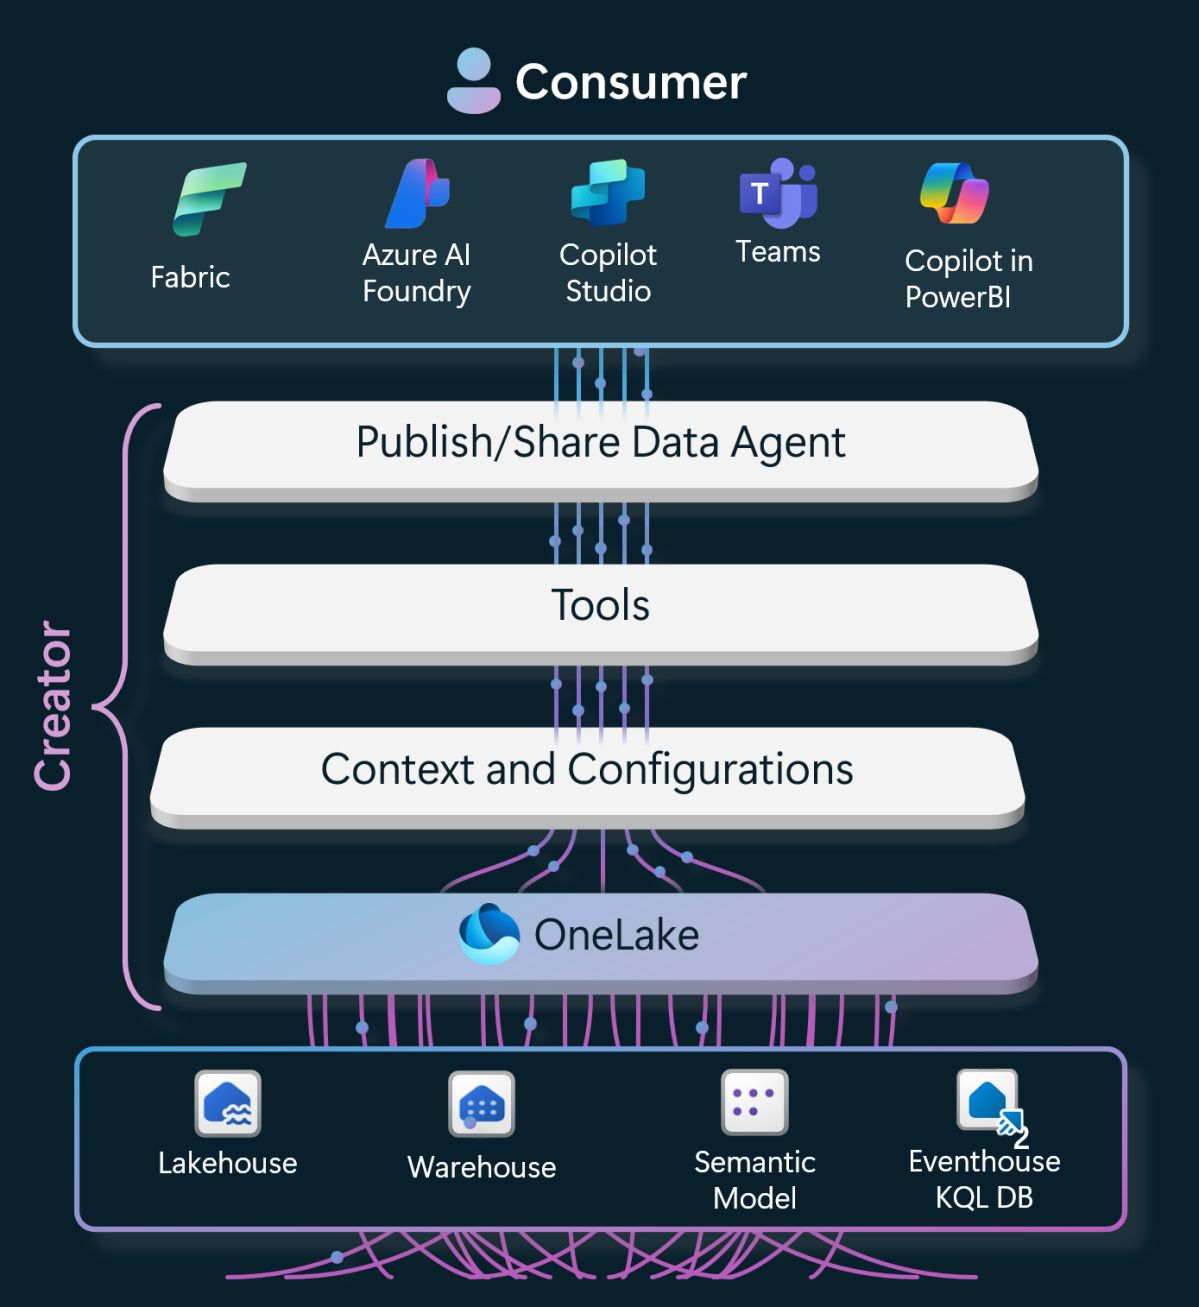 Consumer
Fabric
Azure AI
Foundry
Copilot
Studio
T
Teams
Copilot in
PowerBI
Creator
Publish/Share Data Agent
Tools
Context and Configurations
OneLake
Lakehouse
Warehouse
Semantic
Model
2
Eventhouse
KQL DB